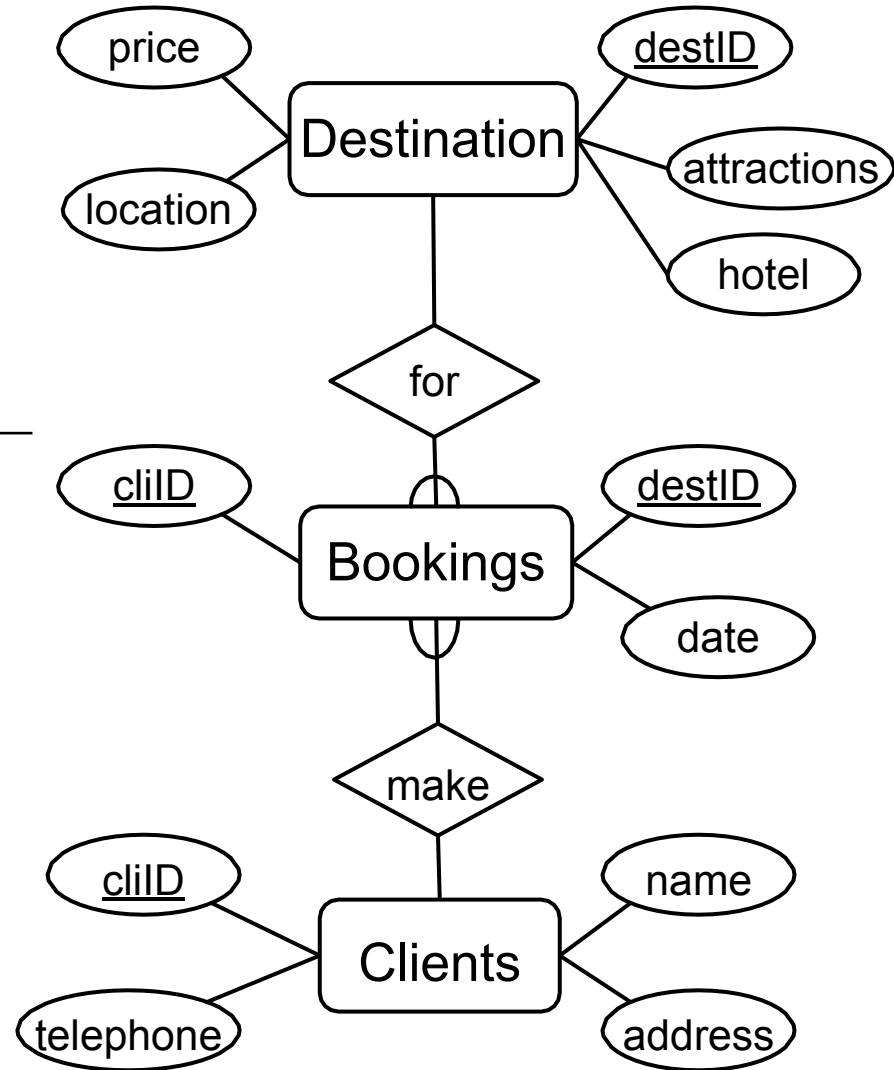 price
destID
Destination
attractions
location
hotel
for
cliID
destID
Bookings
date
make
cliID
name
Clients
telephone
address